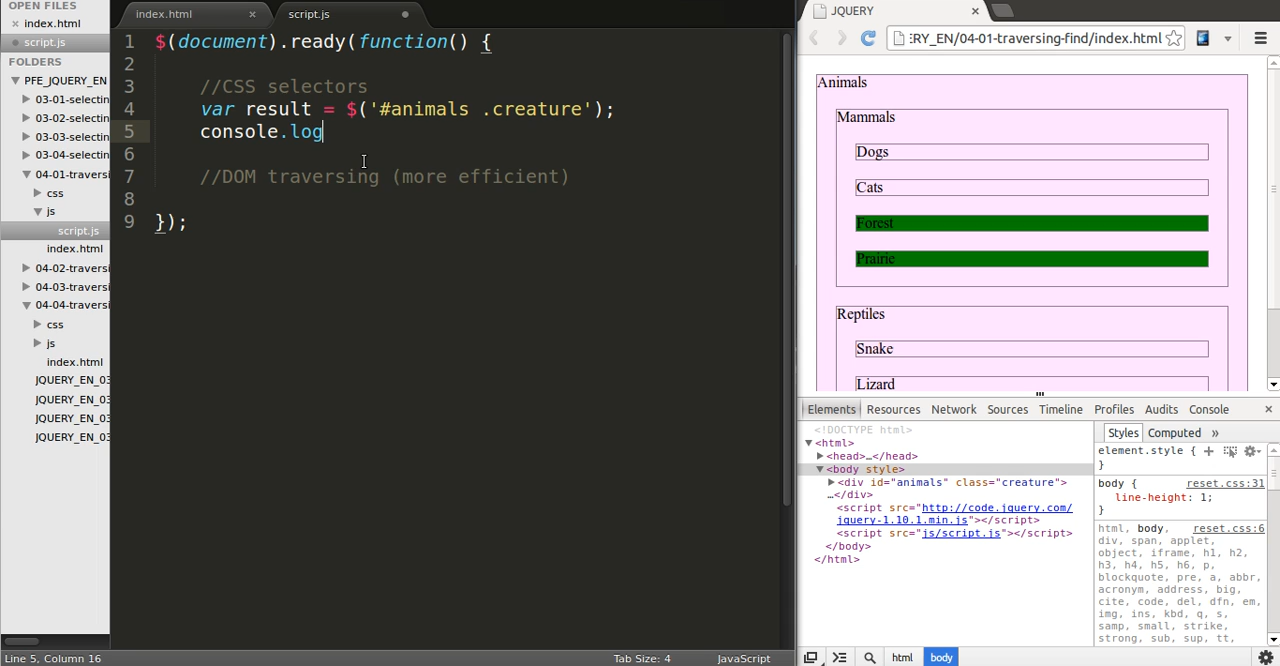 OPEN FILES
index.html
script.js
FOLDERS
PFE_JQUERY_EN
03-01-selectin
03-02-selectin
03-03-selectin
03-04-selectin
04-01-traversi
css
js
script.js
index.html
04-02-traversi
04-03-traversi
04-04-traversi
css
js
index.html
JQUERY_EN_03
JQUERY_EN_03
JQUERY_EN_03
JQUERY_EN_03
index.html ×
script.js
1 $(document).ready(function() {
2
3 //CSS selectors
4 var result = $('#animals .creature');
5 console.log
6
7 //DOM traversing (more efficient)
8
9 });
Line 5, Column 16
Tab Size: 4
JavaScript
JQUERY ×
:RY_EN/04-01-traversing-find/index.html
Animals
Mammals
Dogs
Cats
Forest
Prairie
Reptiles
Snake
Lizard
Elements Resources Network Sources Timeline Profiles Audits Console ×
<!DOCTYPE html>
<html>
<head>…</head>
<body style>
<div id="animals" class="creature">
…</div>
<script src="http://code.jquery.com/
jquery-1.10.1.min.js"></script>
<script src="js/script.js"></script>
</body>
</html>
Styles Computed »
element.style {
}
body { reset.css:31
line-height: 1;
}
html, body, reset.css:6
div, span, applet,
object, iframe, h1, h2,
h3, h4, h5, h6, p,
blockquote, pre, a, abbr,
acronym, address, big,
cite, code, del, dfn, em,
img, ins, kbd, q, s,
samp, small, strike,
strong, sub, sup, tt,
html body